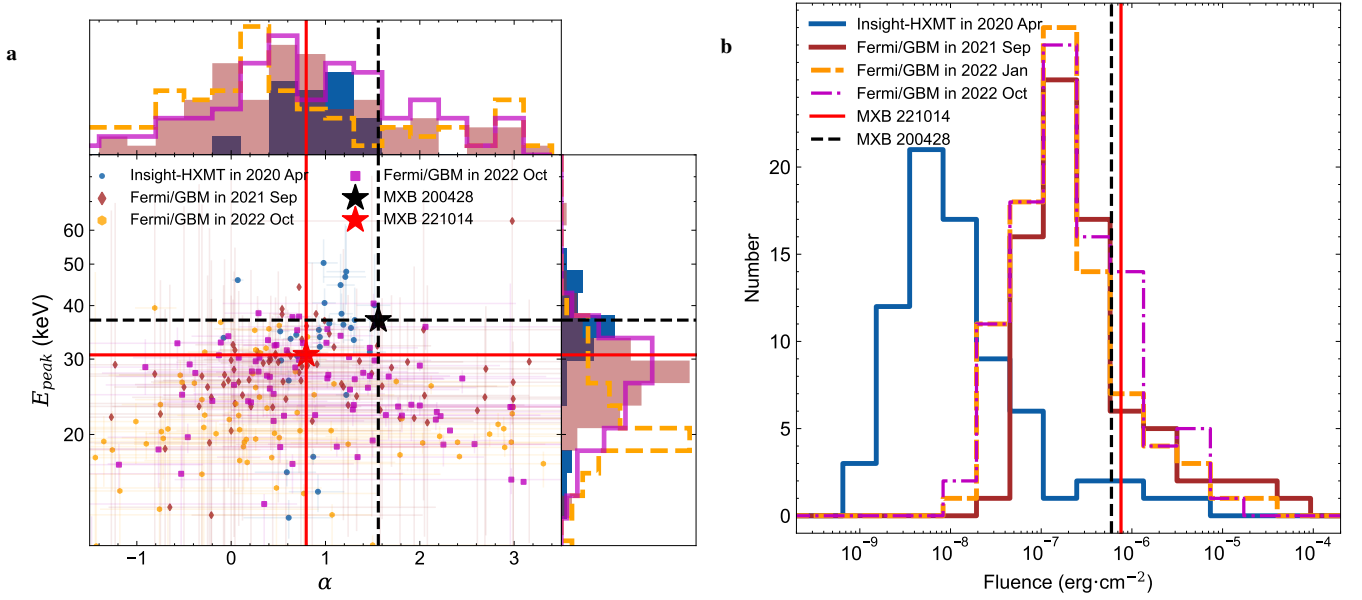 a
Insight-HXMT in 2020 Apr
Fermi/GBM in 2021 Sep
Fermi/GBM in 2022 Oct
Fermi/GBM in 2022 Oct
MXB 200428
MXB 221014
60
50
40
30
20
E_{peak} (keV)
−1
0
1
2
3
α
b
Insight-HXMT in 2020 Apr
Fermi/GBM in 2021 Sep
Fermi/GBM in 2022 Jan
Fermi/GBM in 2022 Oct
MXB 221014
MXB 200428
20
15
10
5
0
Number
10^{−9}
10^{−8}
10^{−7}
10^{−6}
10^{−5}
10^{−4}
Fluence (erg·cm^{−2})